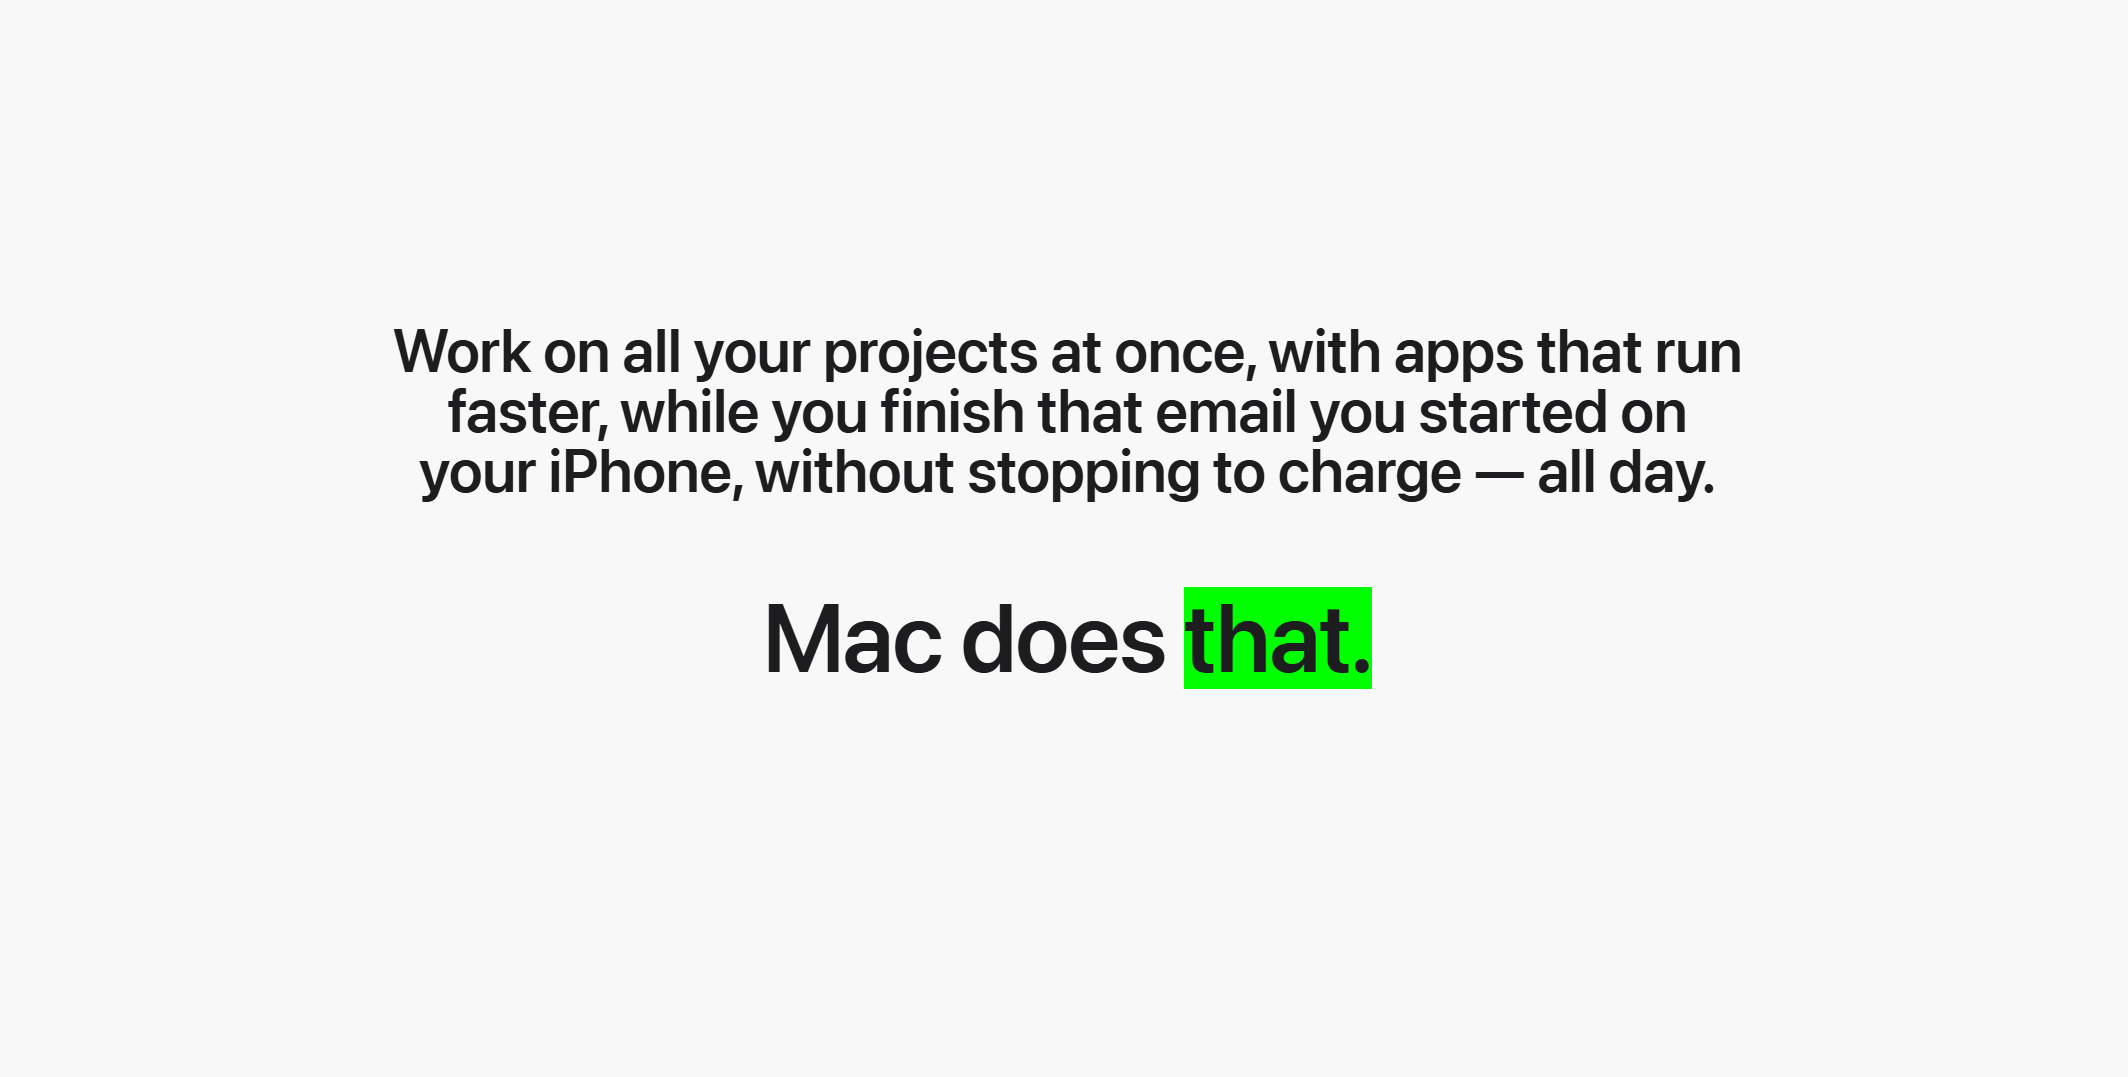 Work on all your projects at once, with apps that run
faster, while you finish that email you started on
your iPhone, without stopping to charge — all day.
Mac does that.